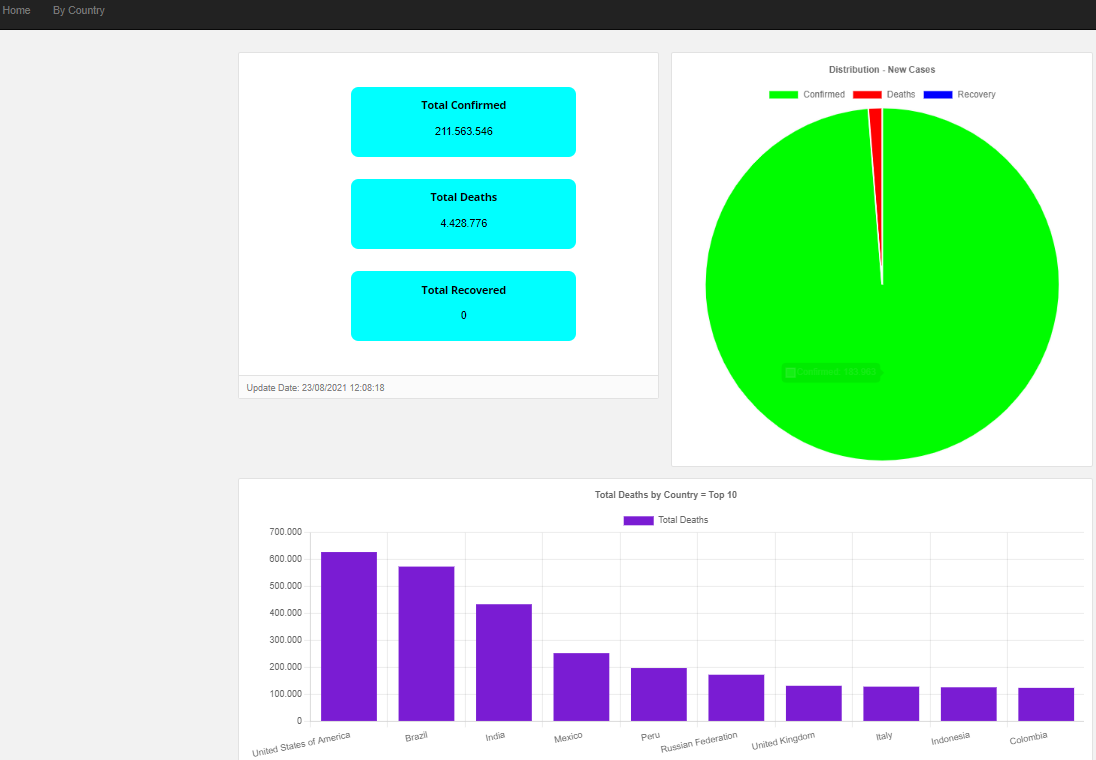 Home By Country
Total Confirmed
211.563.546
Total Deaths
4.428.776
Total Recovered
0
Update Date: 23/08/2021 12:08:18
Distribution - New Cases
Confirmed Deaths Recovery
Total Deaths by Country = Top 10
Total Deaths
700.000
600.000
500.000
400.000
300.000
200.000
100.000
0
United States of America Brazil India Mexico Peru Russian Federation United Kingdom Italy Indonesia Colombia